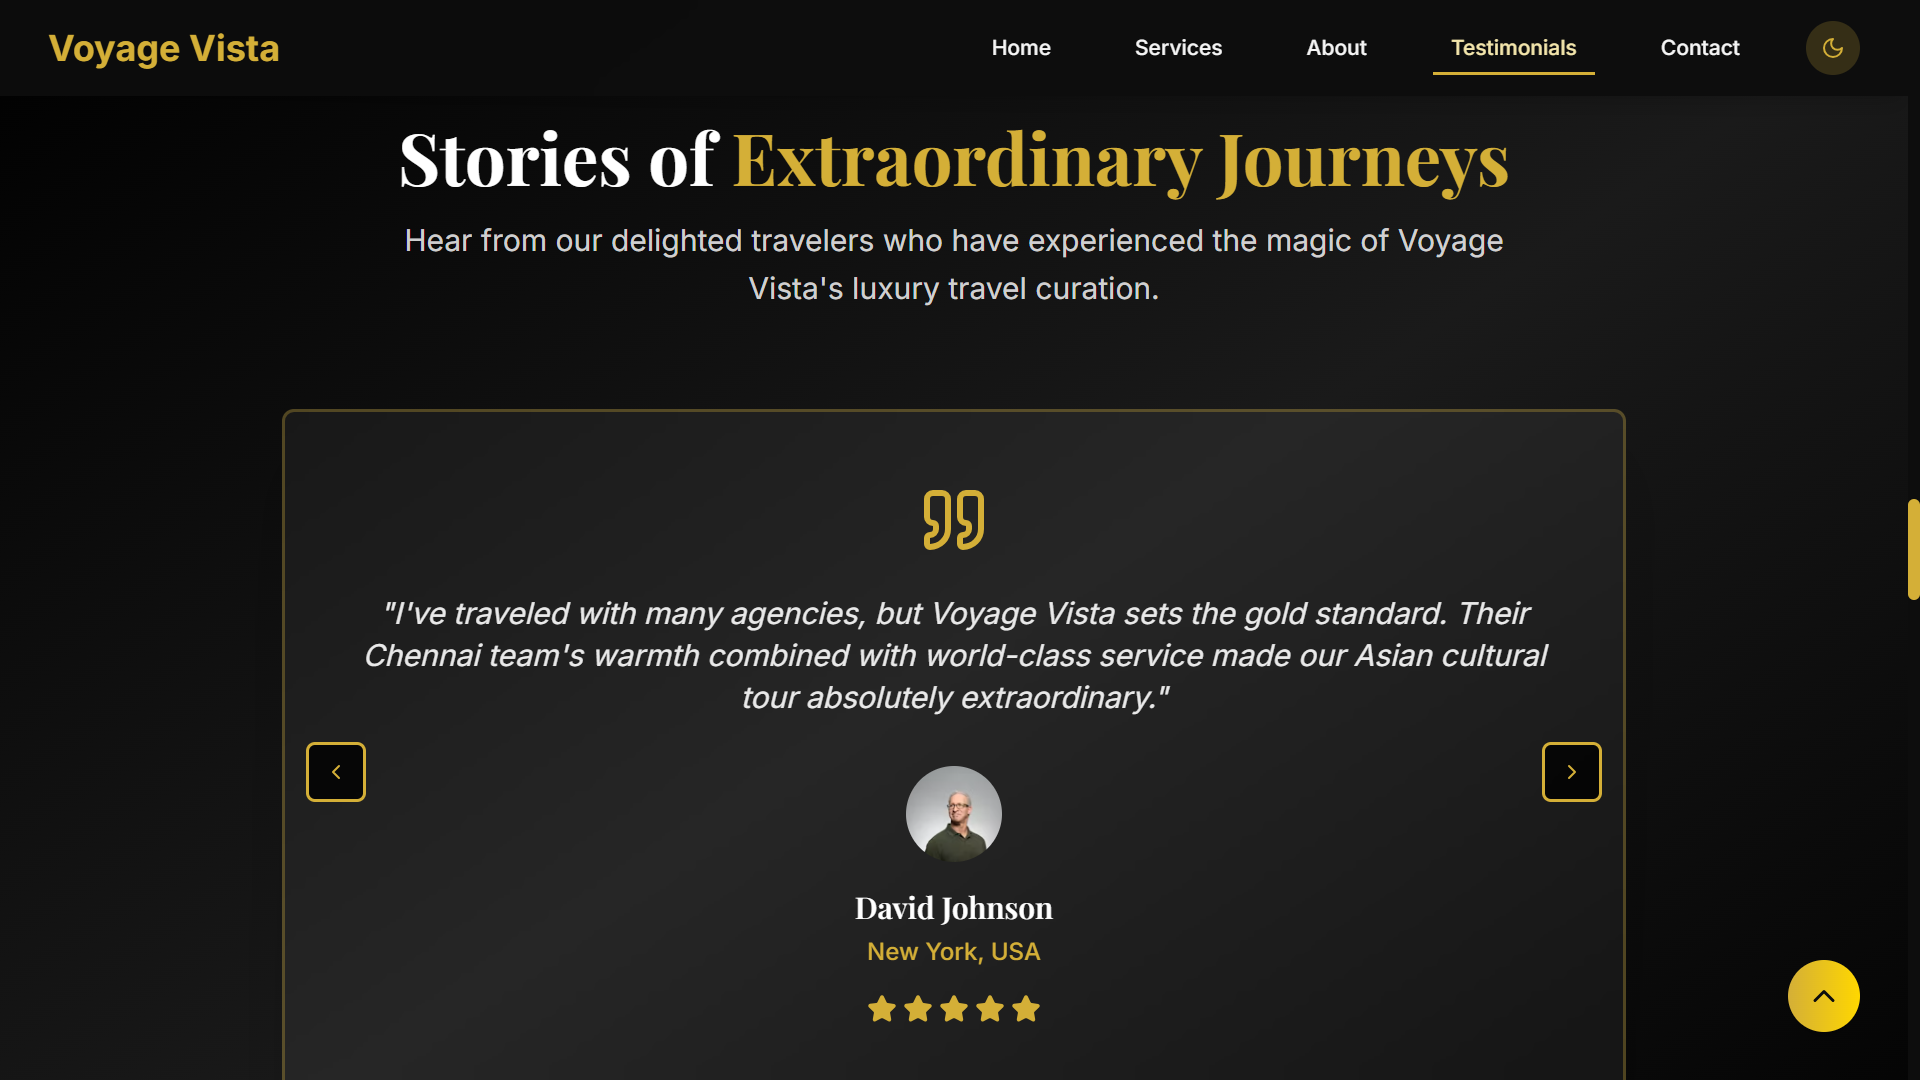 Voyage Vista
Home
Services
About
Testimonials
Contact
Stories of Extraordinary Journeys
Hear from our delighted travelers who have experienced the magic of Voyage
Vista's luxury travel curation.
"I've traveled with many agencies, but Voyage Vista sets the gold standard. Their
Chennai team's warmth combined with world-class service made our Asian cultural
tour absolutely extraordinary."
David Johnson
New York, USA